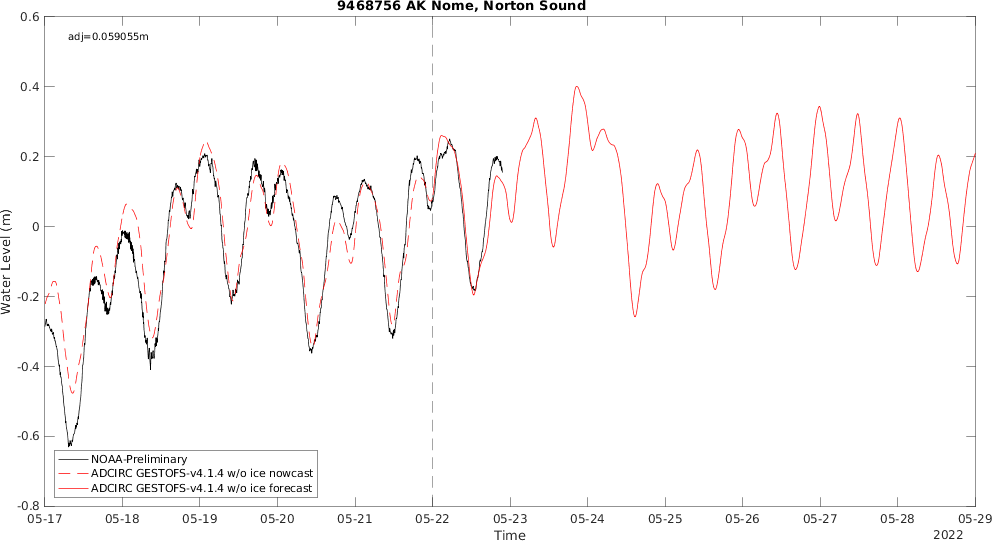 9468756 AK Nome, Norton Sound
adj=0.059055m
0.6
0.4
0.2
0
-0.2
-0.4
-0.6
-0.8
Water Level (m)
NOAA-Preliminary
ADCIRC GESTOFS-v4.1.4 w/o ice nowcast
ADCIRC GESTOFS-v4.1.4 w/o ice forecast
05-17 05-18 05-19 05-20 05-21 05-22 05-23 05-24 05-25 05-26 05-27 05-28 05-29
Time
2022